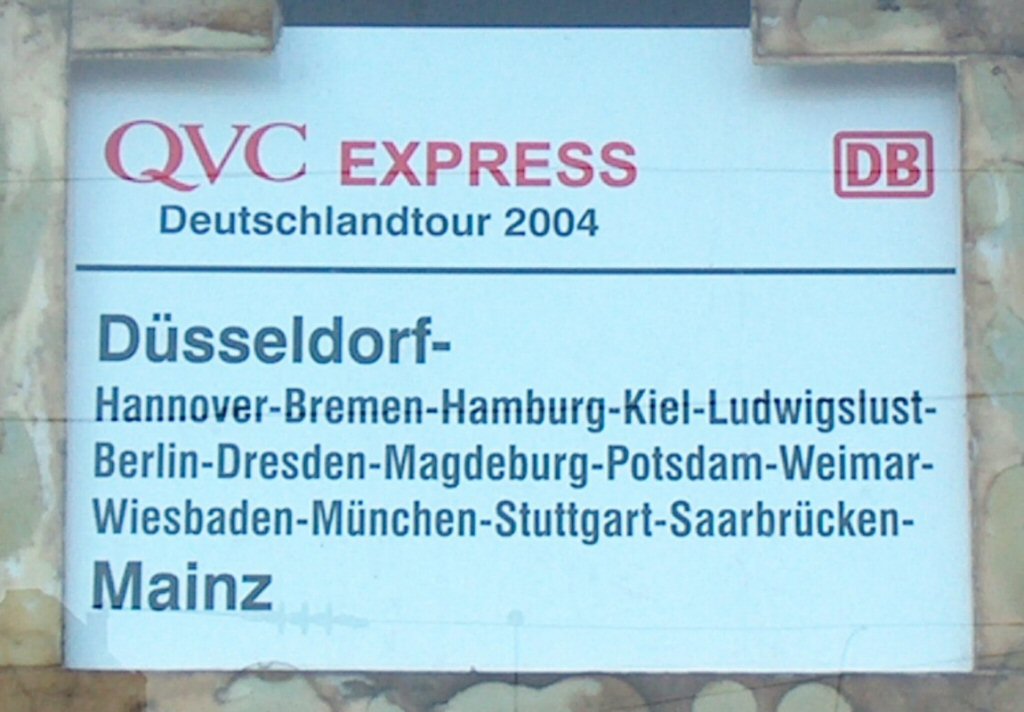 QVC EXPRESS DB
Deutschlandtour 2004
Düsseldorf-
Hannover-Bremen-Hamburg-Kiel-Ludwigslust-
Berlin-Dresden-Magdeburg-Potsdam-Weimar-
Wiesbaden-München-Stuttgart-Saarbrücken-
Mainz